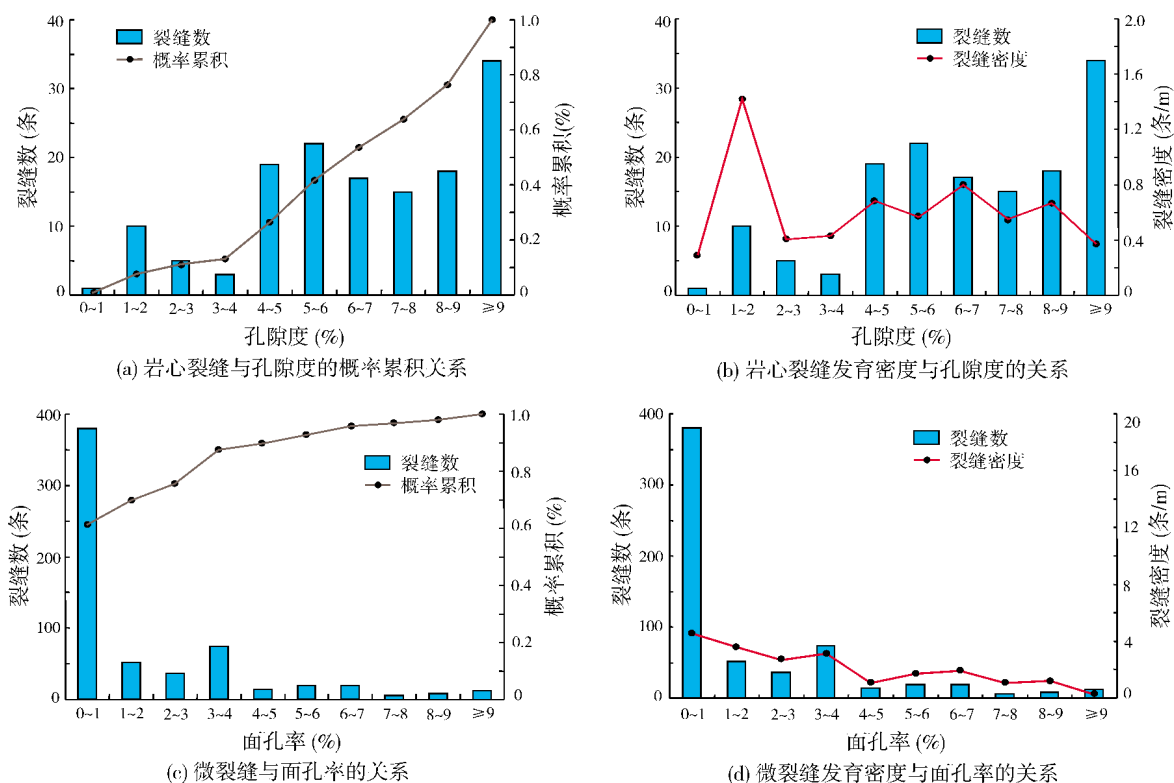 40
30
20
10
0
裂缝数 (条)
裂缝数
概率累积
1.0
0.8
0.6
0.4
0.2
0
概率累积(%)
0~1 1~2 2~3 3~4 4~5 5~6 6~7 7~8 8~9 ≥9
孔隙度 (%)
(a) 岩心裂缝与孔隙度的概率累积关系
40
30
20
10
0
裂缝数 (条)
裂缝数
裂缝密度
2.0
1.6
1.2
0.8
0.4
0
裂缝密度 (条/m)
0~1 1~2 2~3 3~4 4~5 5~6 6~7 7~8 8~9 ≥9
孔隙度 (%)
(b) 岩心裂缝发育密度与孔隙度的关系
400
300
200
100
0
裂缝数 (条)
裂缝数
概率累积
1.0
0.8
0.6
0.4
0.2
0
概率累积 (%)
0~1 1~2 2~3 3~4 4~5 5~6 6~7 7~8 8~9 ≥9
面孔率 (%)
(c) 微裂缝与面孔率的关系
400
300
200
100
0
裂缝数 (条)
裂缝数
裂缝密度
20
16
12
8
4
0
裂缝密度 (条/m)
0~1 1~2 2~3 3~4 4~5 5~6 6~7 7~8 8~9 ≥9
面孔率 (%)
(d) 微裂缝发育密度与面孔率的关系